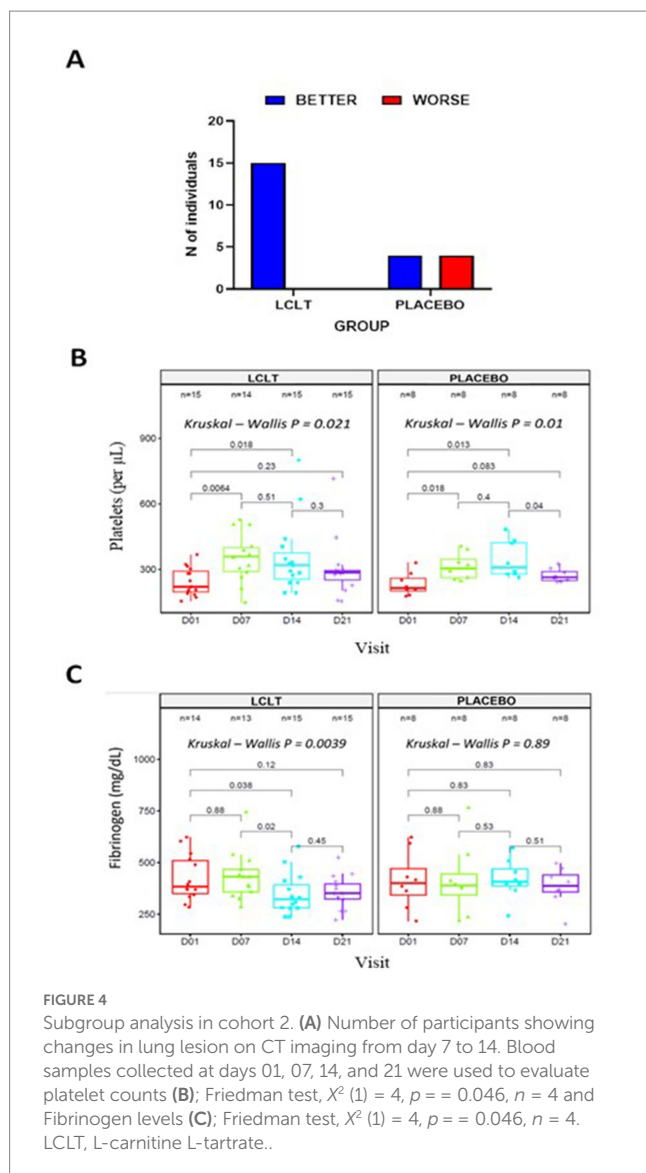 A
BETTER WORSE
N of individuals
20
15
10
5
0
LCLT PLACEBO
GROUP
B
LCLT PLACEBO
n=15 n=14 n=15 n=15 n=8 n=8 n=8 n=8
Kruskal – Wallis P = 0.021 Kruskal – Wallis P = 0.01
Platelets (per µL)
900
600
300
0.018 0.013
0.23 0.083
0.0064 0.51 0.3 0.018 0.4 0.04
D01 D07 D14 D21 D01 D07 D14 D21
Visit
C
LCLT PLACEBO
n=14 n=13 n=15 n=15 n=8 n=8 n=8 n=8
Kruskal – Wallis P = 0.0039 Kruskal – Wallis P = 0.89
Fibrinogen (mg/dL)
1000
750
500
250
0.12 0.83
0.038 0.83
0.88 0.02 0.45 0.88 0.53 0.51
D01 D07 D14 D21 D01 D07 D14 D21
Visit
FIGURE 4
Subgroup analysis in cohort 2. (A) Number of participants showing
changes in lung lesion on CT imaging from day 7 to 14. Blood
samples collected at days 01, 07, 14, and 21 were used to evaluate
platelet counts (B); Friedman test, X² (1) = 4, p = = 0.046, n = 4 and
Fibrinogen levels (C); Friedman test, X² (1) = 4, p = = 0.046, n = 4.
LCLT, L-carnitine L-tartrate..